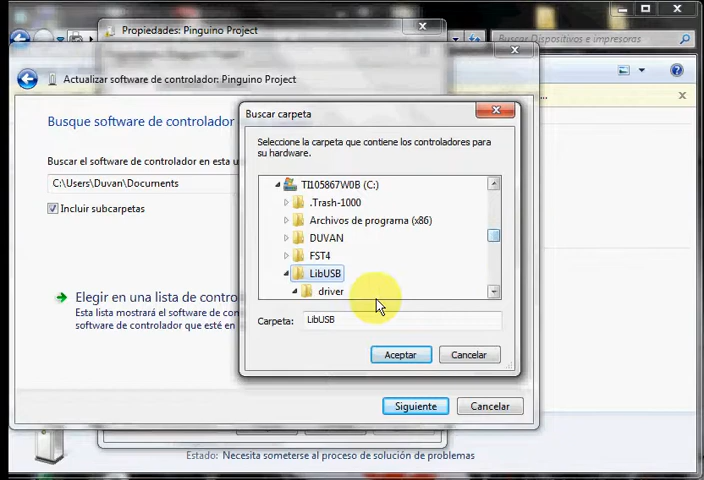 Propiedades: Pinguino Project
Buscar Dispositivos e impresoras
Actualizar software de controlador: Pinguino Project
Buscar carpeta
Busque software de controlador
Seleccione la carpeta que contiene los controladores para
su hardware.
Buscar el software de controlador en esta u
C:\Users\Duvan\Documents
Incluir subcarpetas
TI105867W0B (C:)
.Trash-1000
Archivos de programa (x86)
DUVAN
FST4
LibUSB
driver
Elegir en una lista de contro
Esta lista mostrará el software de co
software de controlador que esté en
Carpeta:
LibUSB
Aceptar
Cancelar
Siguiente
Cancelar
Estado: Necesita someterse al proceso de solución de problemas